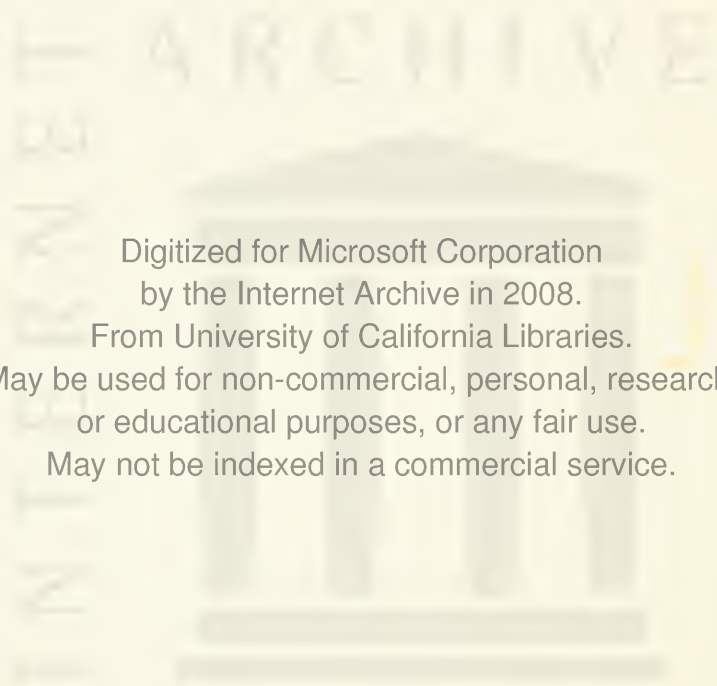 ARCHIVE
INTERNET
Digitized for Microsoft Corporation
by the Internet Archive in 2008.
From University of California Libraries.
May be used for non-commercial, personal, research
or educational purposes, or any fair use.
May not be indexed in a commercial service.